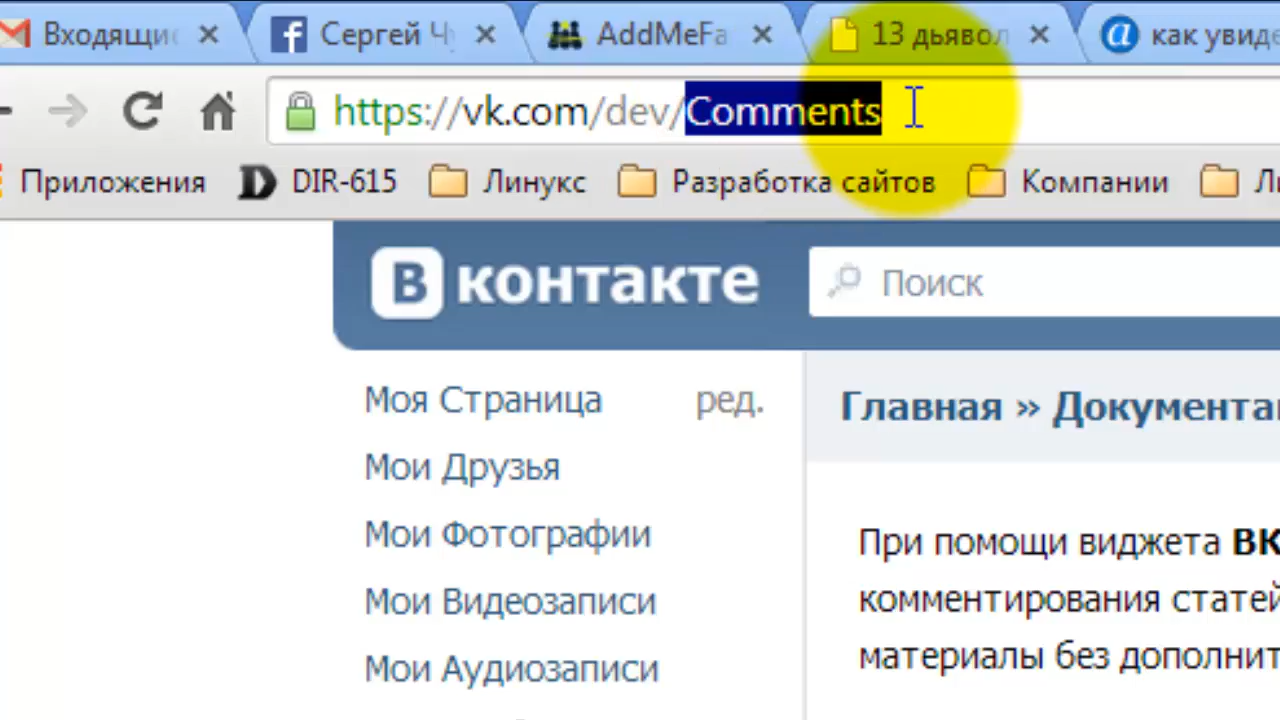 Входящи
Сергей Ч
AddMeFa
13 дьявол
как увиде
https://vk.com/dev/Comments
Приложения DIR-615 Линукс Разработка сайтов Компании
В контакте
Поиск
Моя Страница ред.
Главная » Документа
Мои Друзья
Мои Фотографии
При помощи виджета ВК
Мои Видеозаписи
комментирования статей
материалы без дополнит
Мои Аудиозаписи